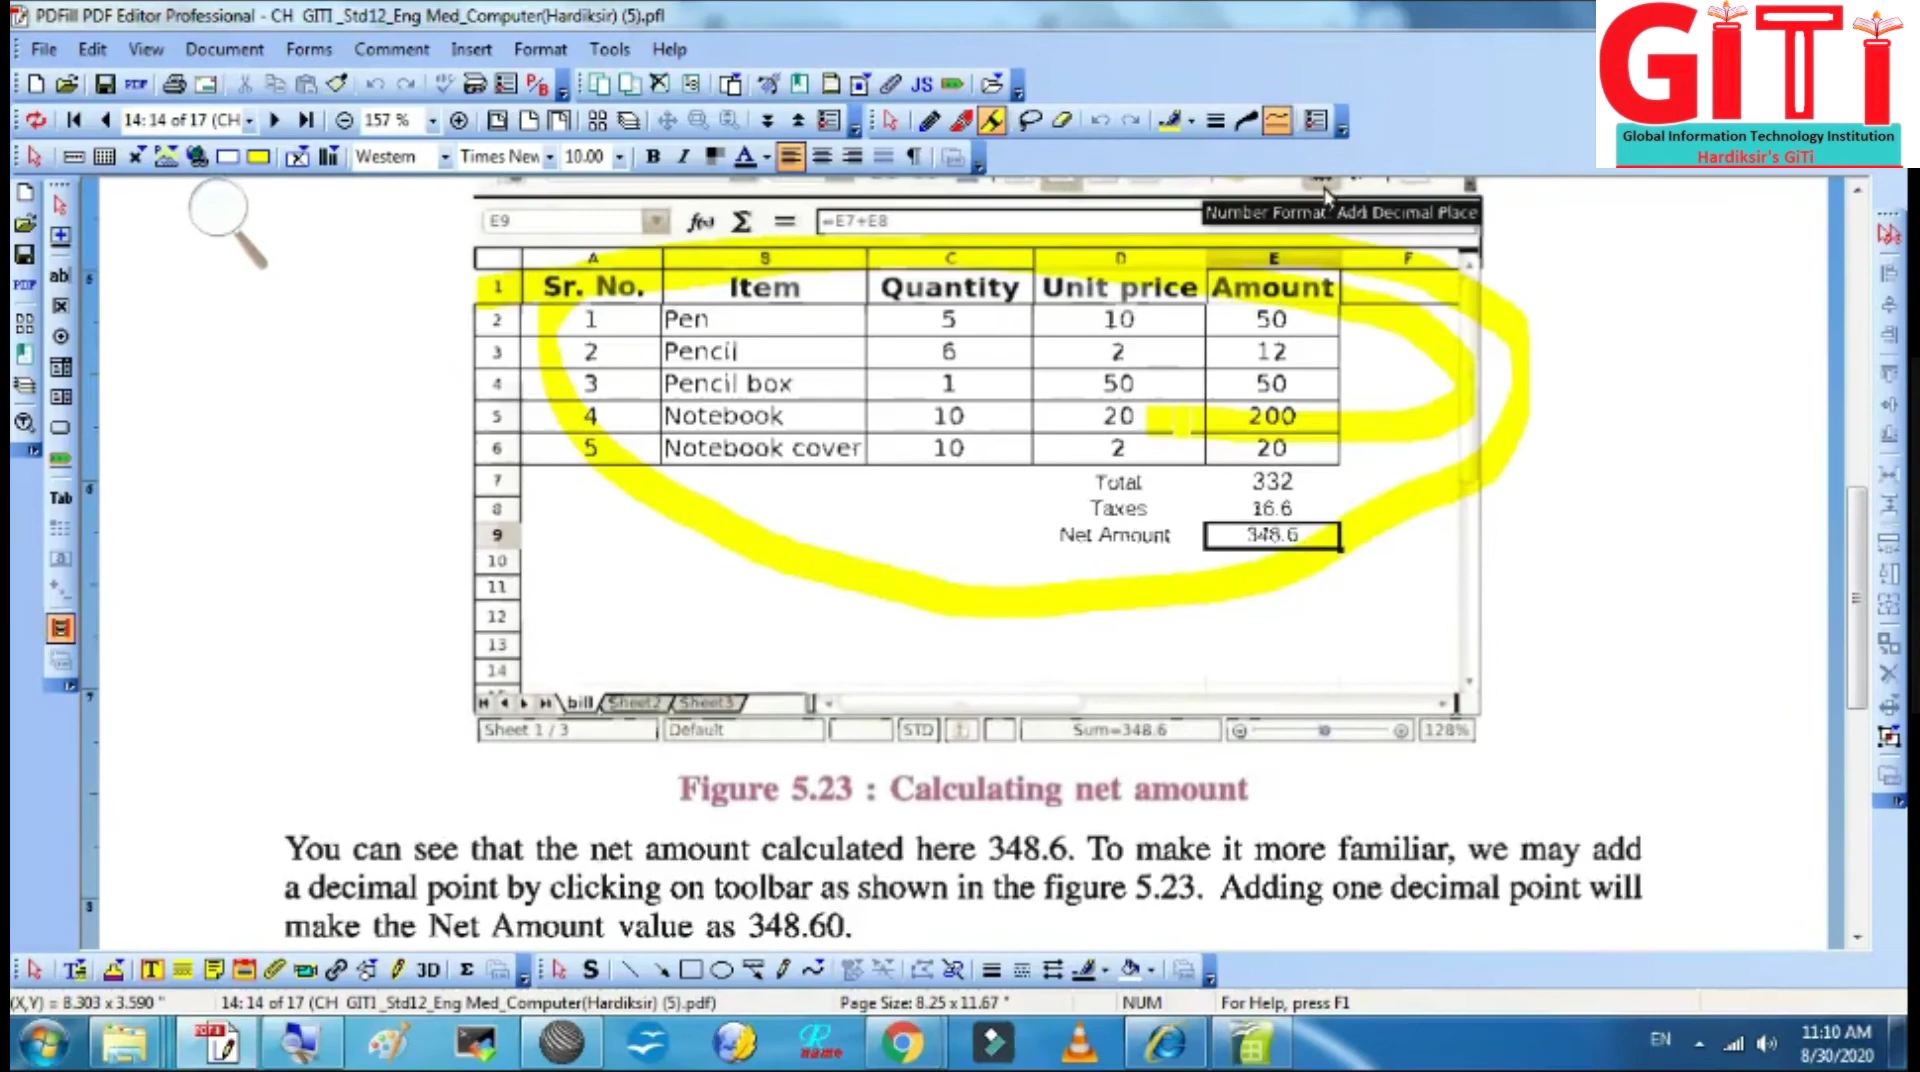 PDFill PDF Editor Professional - CH GITI _Std12_Eng Med_Computer(Hardiksir) (5).pfl
File Edit View Document Forms Comment Insert Format Tools Help
GiTi
Global Information Technology Institution
Hardiksir's GiTi
PDF P/B JS
14: 14 of 17 (CH 157 %
Western Times New 10.00 B I A
E9 f(x) Σ = =E7+E8
Number Format: Add Decimal Place
A B C D E F
1 Sr. No. Item Quantity Unit price Amount
2 1 Pen 5 10 50
3 2 Pencil 6 2 12
4 3 Pencil box 1 50 50
5 4 Notebook 10 20 200
6 5 Notebook cover 10 2 20
7 Total 332
8 Taxes 16.6
9 Net Amount 348.6
10
11
12
13
14
bill Sheet2 Sheet3
Sheet 1 / 3 Default STD Sum=348.6 128%
Figure 5.23 : Calculating net amount
You can see that the net amount calculated here 348.6. To make it more familiar, we may add
a decimal point by clicking on toolbar as shown in the figure 5.23. Adding one decimal point will
make the Net Amount value as 348.60.
PDF
ab
Tab
T 3D Σ S
(X,Y) = 8.303 x 3.590 " 14: 14 of 17 (CH GITI_Std12_Eng Med_Computer(Hardiksir) (5).pdf) Page Size: 8.25 x 11.67 " NUM For Help, press F1
R name
EN
11:10 AM
8/30/2020